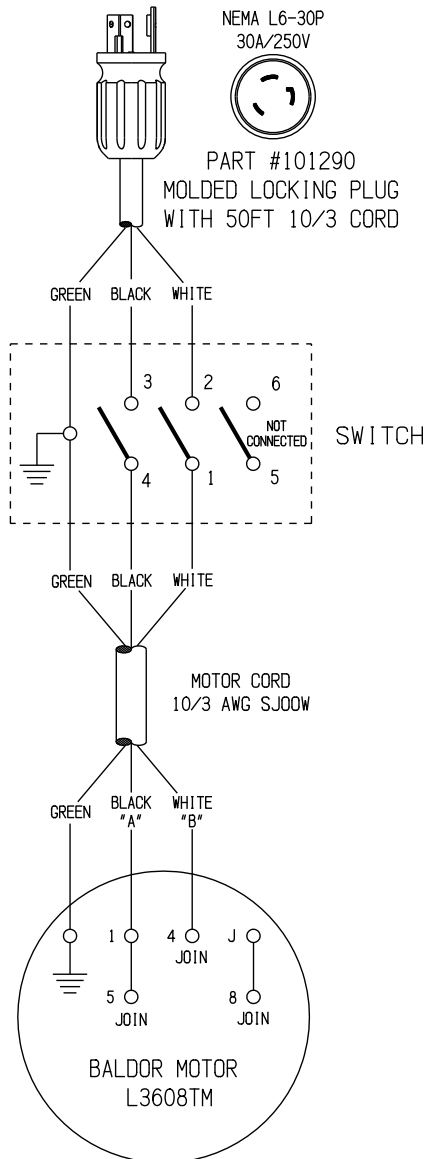 NEMA L6-30P
30A/250V
PART #101290
MOLDED LOCKING PLUG
WITH 50FT 10/3 CORD
GREEN BLACK WHITE
3 2 6
NOT
CONNECTED
SWITCH
4 1 5
GREEN BLACK WHITE
MOTOR CORD
10/3 AWG SJOOW
GREEN BLACK WHITE
"A" "B"
1 4 J
JOIN
5 8
JOIN JOIN
BALDOR MOTOR
L3608TM